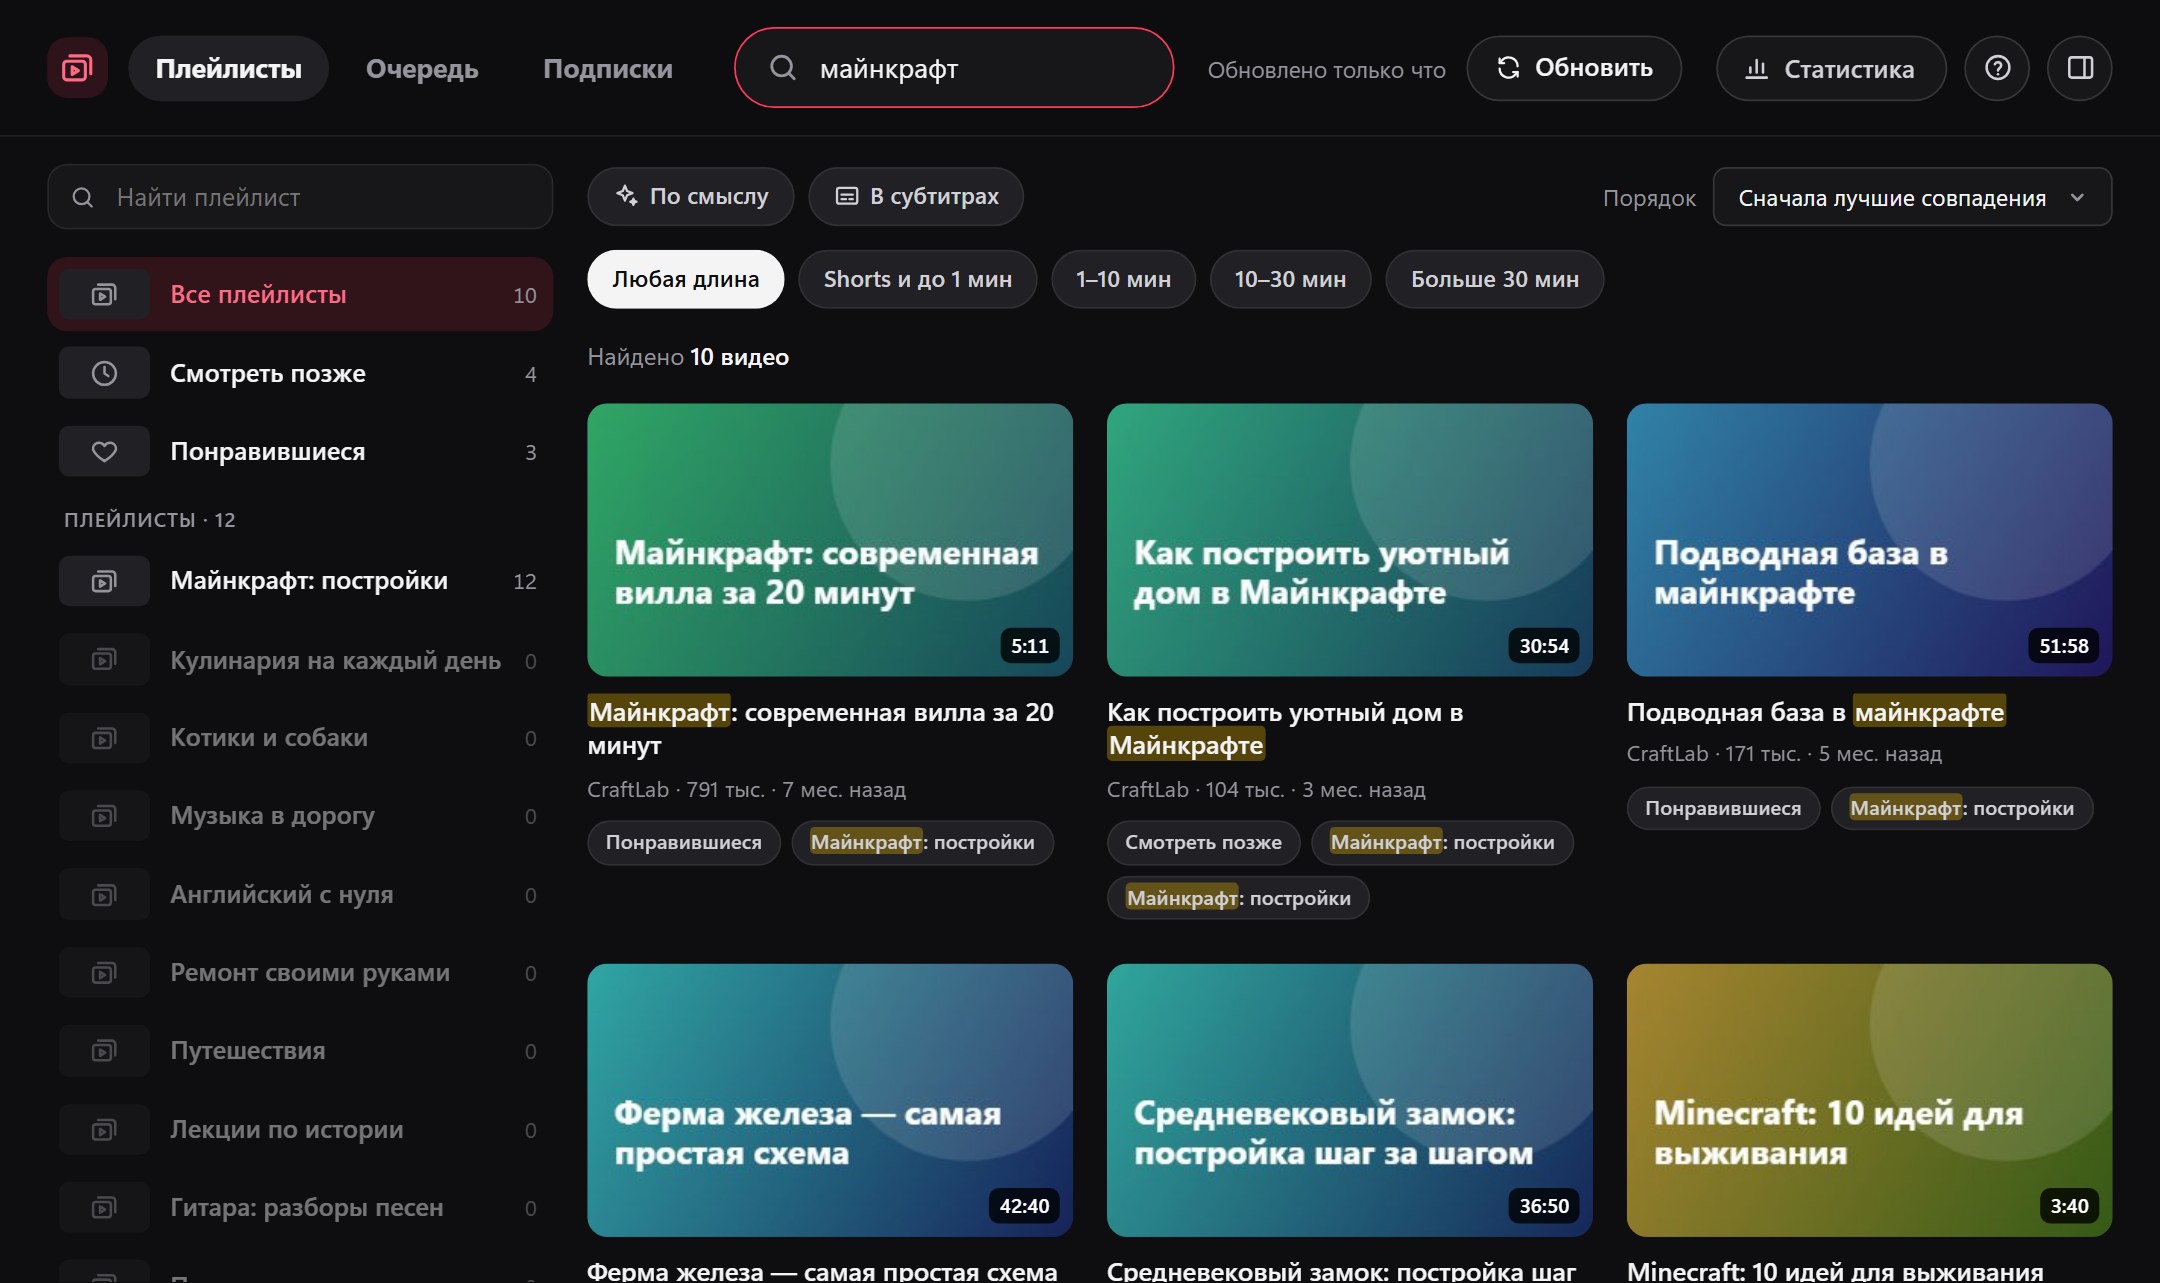 Плейлисты
Очередь
Подписки
майнкрафт
Обновлено только что
Обновить
Статистика
Найти плейлист
Все плейлисты 10
Смотреть позже 4
Понравившиеся 3
ПЛЕЙЛИСТЫ · 12
Майнкрафт: постройки 12
Кулинария на каждый день 0
Котики и собаки 0
Музыка в дорогу 0
Английский с нуля 0
Ремонт своими руками 0
Путешествия 0
Лекции по истории 0
Гитара: разборы песен 0
По смыслу
В субтитрах
Порядок
Сначала лучшие совпадения
Любая длина
Shorts и до 1 мин
1–10 мин
10–30 мин
Больше 30 мин
Найдено 10 видео
Майнкрафт: современная
вилла за 20 минут
5:11
Майнкрафт: современная вилла за 20
минут
CraftLab · 791 тыс. · 7 мес. назад
Понравившиеся
Майнкрафт: постройки
Как построить уютный
дом в Майнкрафте
30:54
Как построить уютный дом в
Майнкрафте
CraftLab · 104 тыс. · 3 мес. назад
Смотреть позже
Майнкрафт: постройки
Майнкрафт: постройки
Подводная база в
майнкрафте
51:58
Подводная база в майнкрафте
CraftLab · 171 тыс. · 5 мес. назад
Понравившиеся
Майнкрафт: постройки
Ферма железа — самая
простая схема
42:40
Ферма железа — самая простая схема
Средневековый замок:
постройка шаг за шагом
36:50
Средневековый замок: постройка шаг
Minecraft: 10 идей для
выживания
3:40
Minecraft: 10 идей для выживания